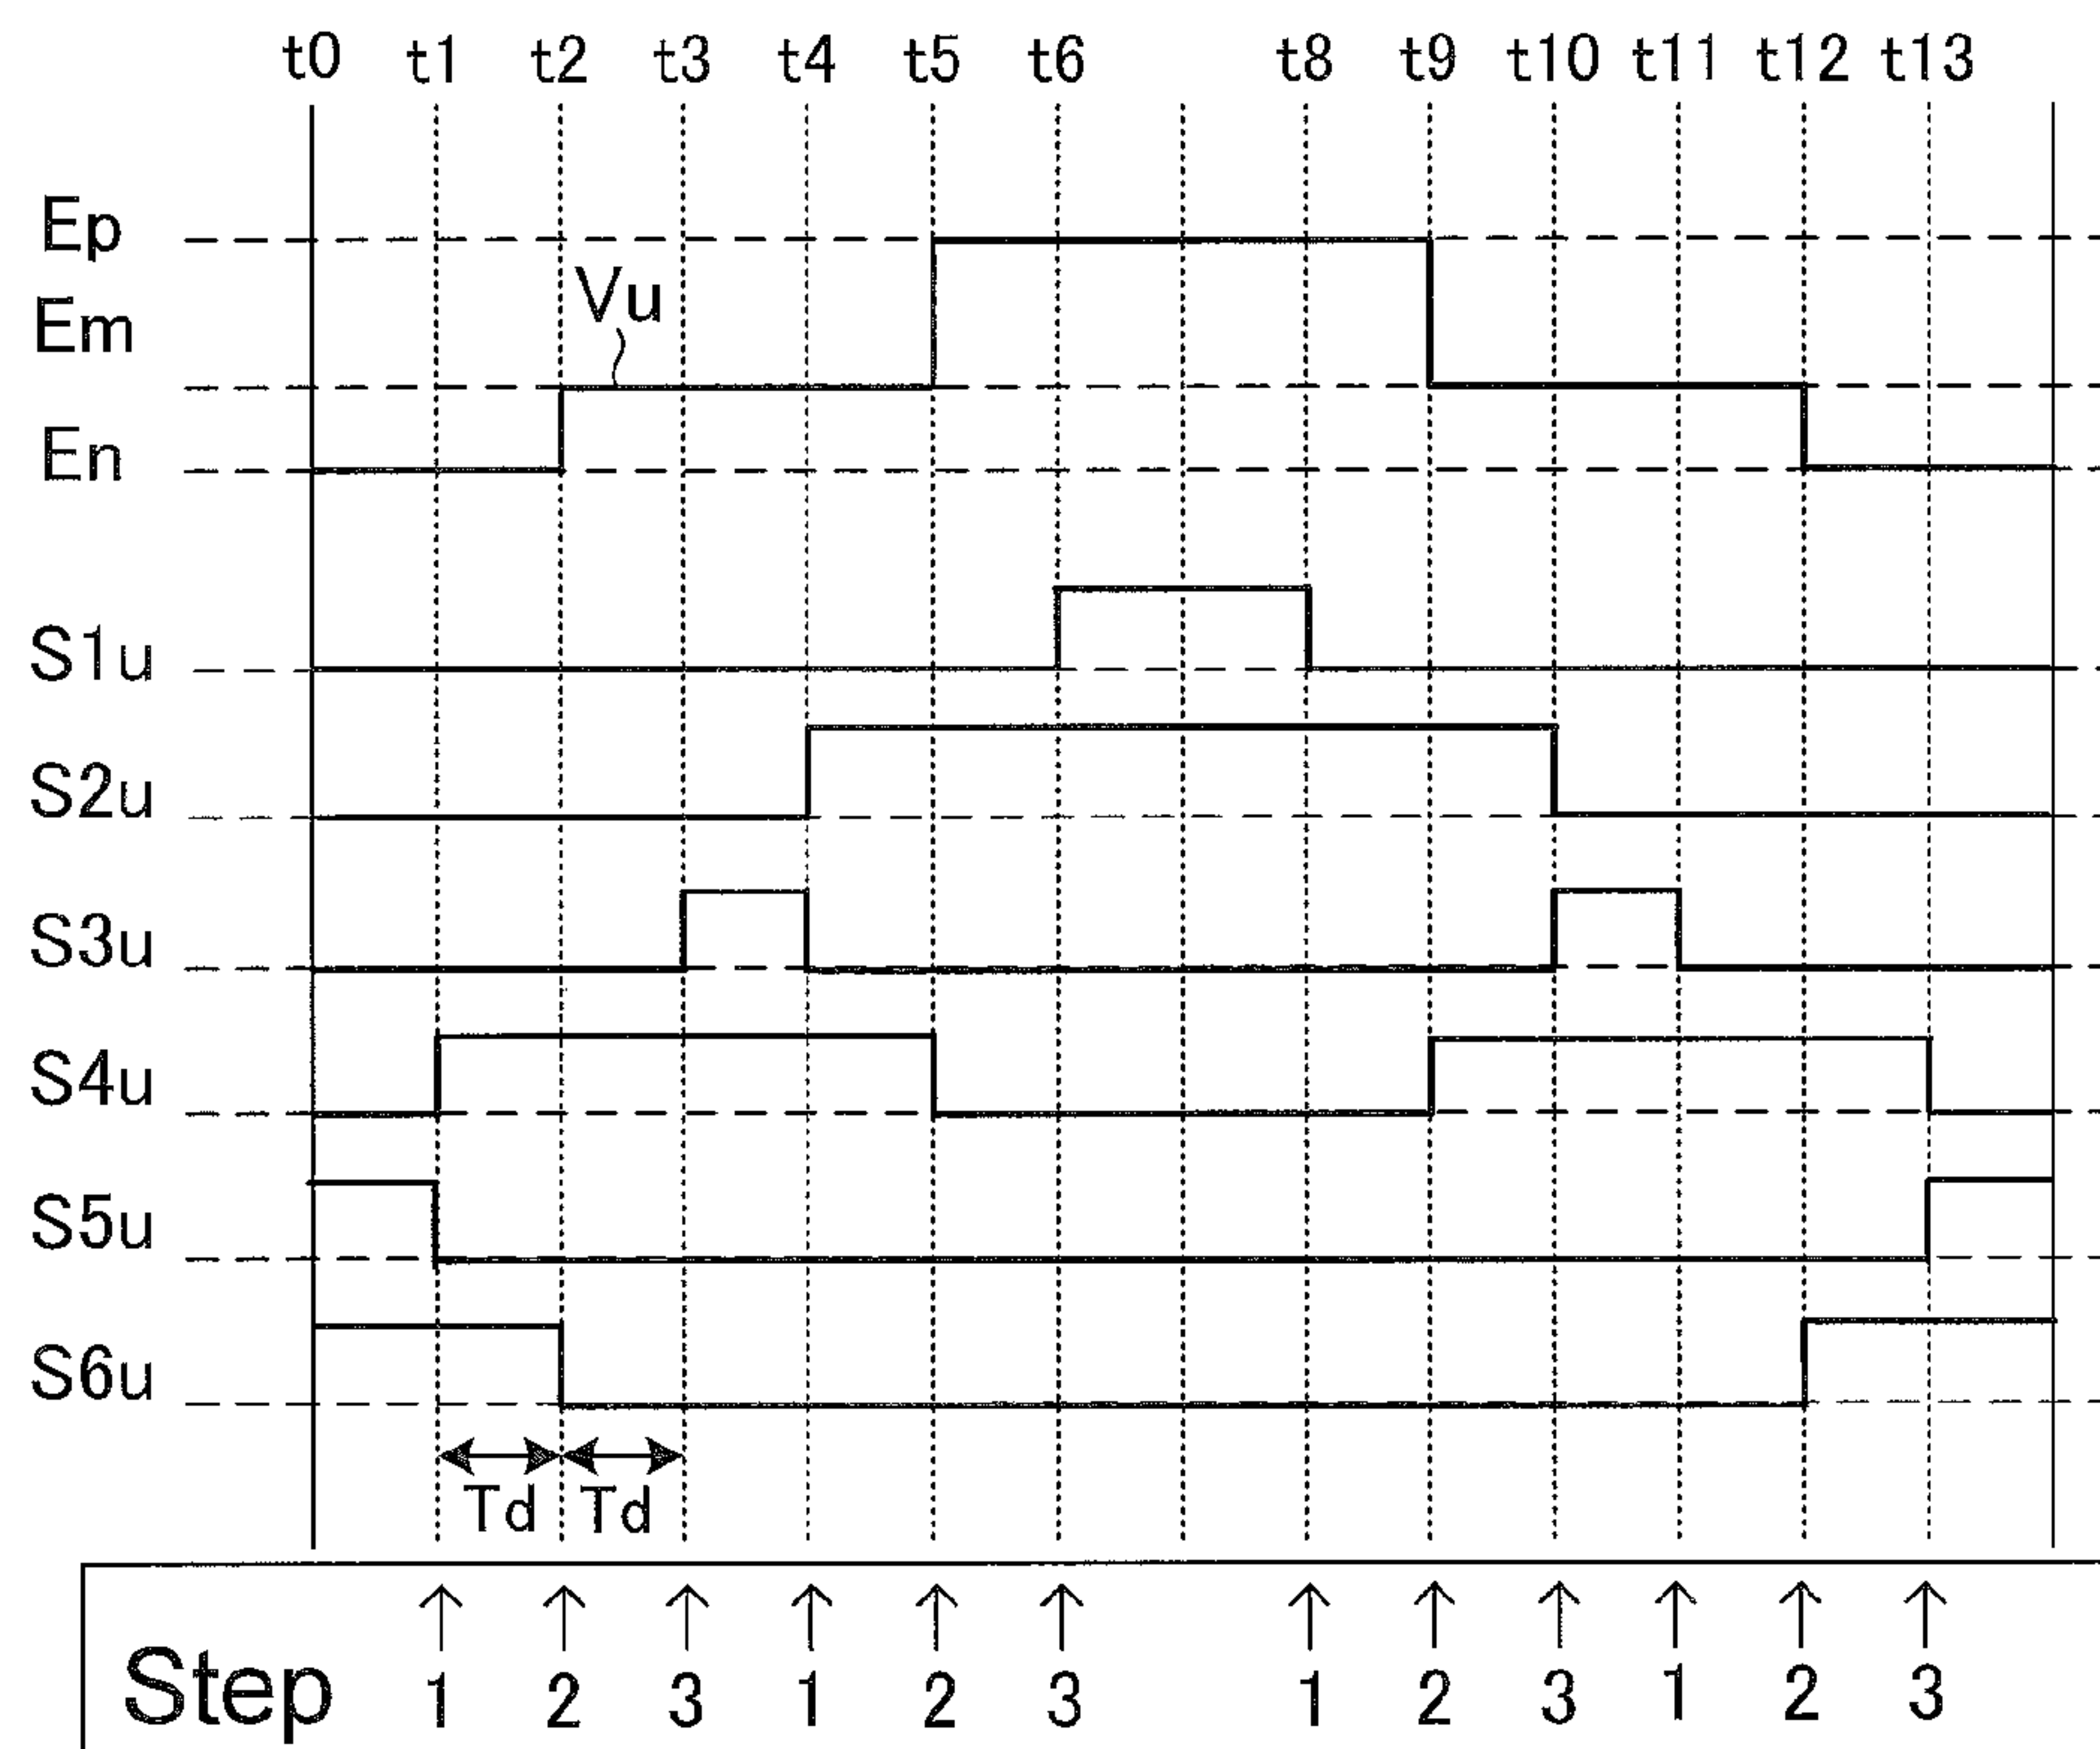 t0 t1 t2 t3 t4 t5 t6 t8 t9 t10 t11 t12 t13
Ep
Vu
Em
En
S1u
S2u
S3u
S4u
S5u
S6u
Td Td
Step 1 2 3 1 2 3 1 2 3 1 2 3